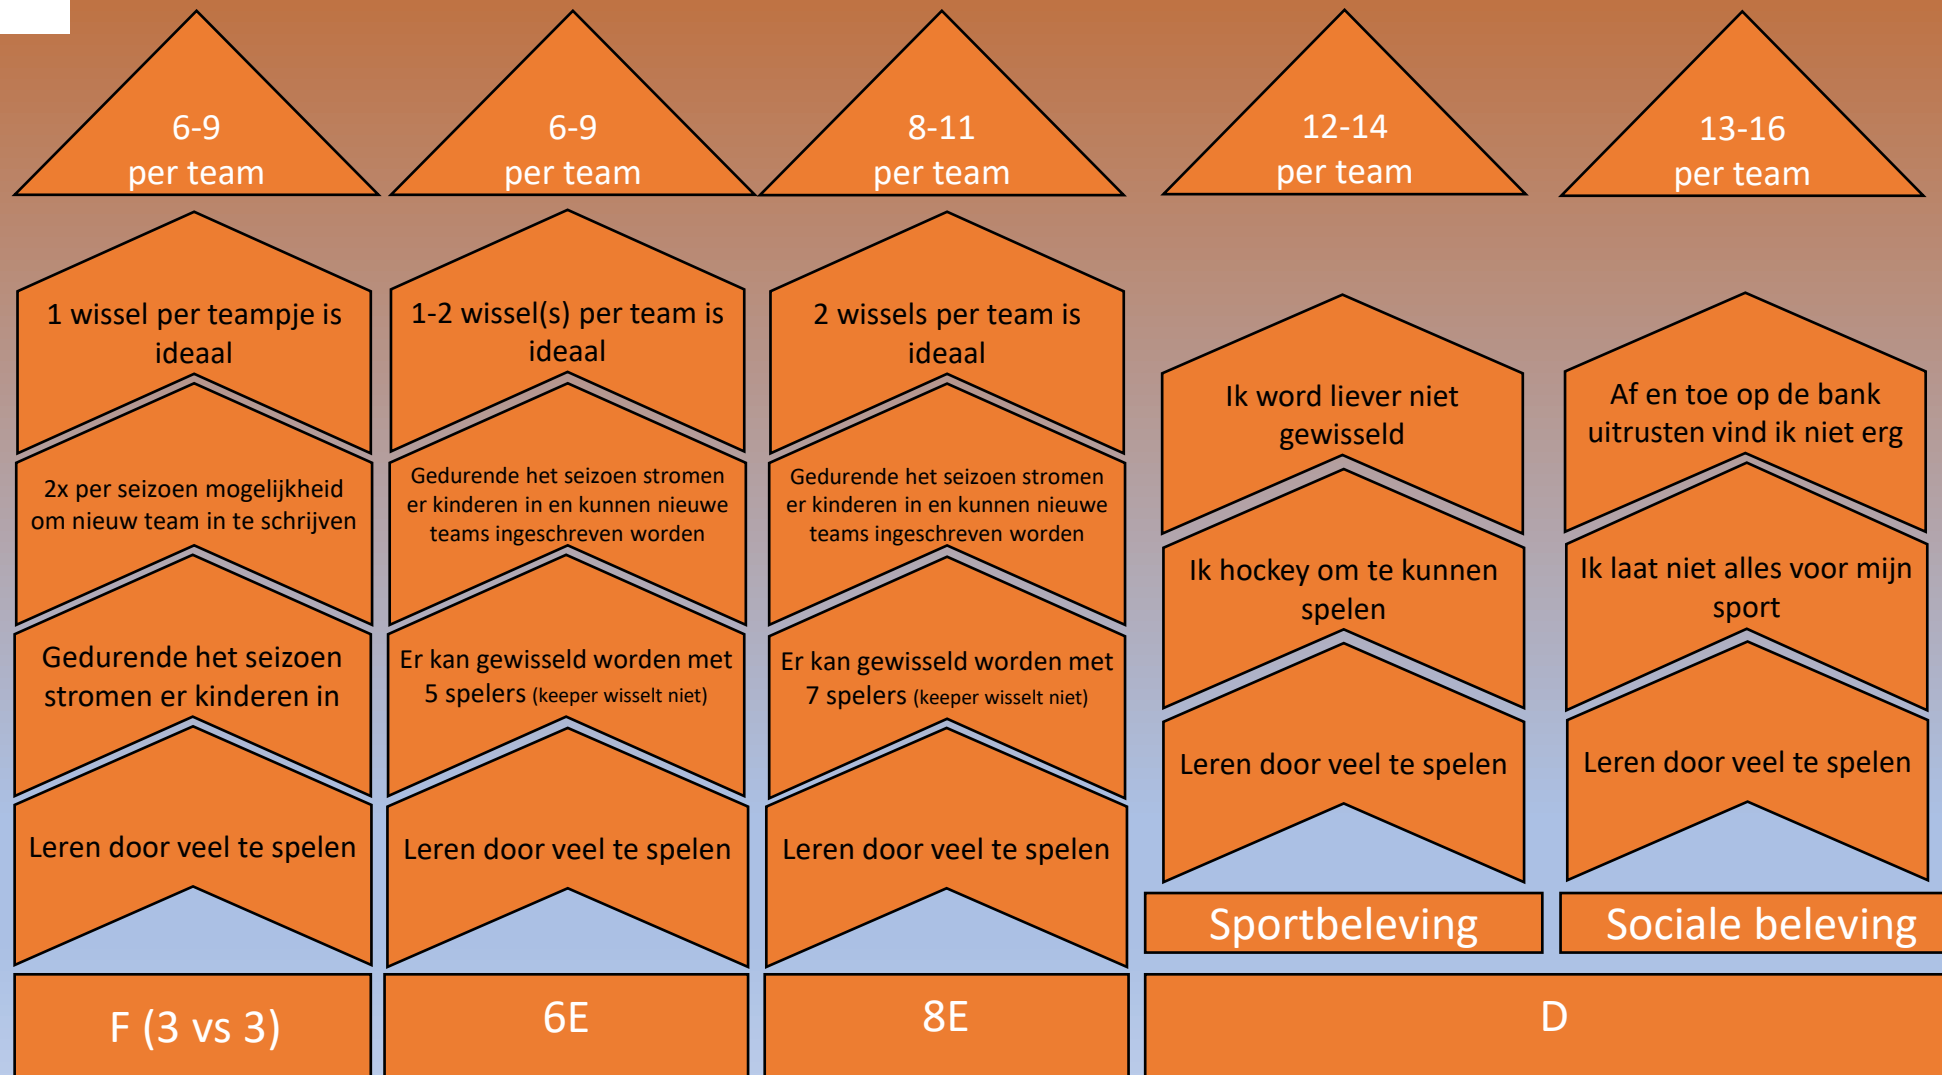 6-9
per team
1 wissel per teampje is
ideaal
2x per seizoen mogelijkheid
om nieuw team in te schrijven
Gedurende het seizoen
stromen er kinderen in
Leren door veel te spelen
F (3 vs 3)
6-9
per team
1-2 wissel(s) per team is
ideaal
Gedurende het seizoen stromen
er kinderen in en kunnen nieuwe
teams ingeschreven worden
Er kan gewisseld worden met
5 spelers (keeper wisselt niet)
Leren door veel te spelen
6E
8-11
per team
2 wissels per team is
ideaal
Gedurende het seizoen stromen
er kinderen in en kunnen nieuwe
teams ingeschreven worden
Er kan gewisseld worden met
7 spelers (keeper wisselt niet)
Leren door veel te spelen
8E
12-14
per team
Ik word liever niet
gewisseld
Ik hockey om te kunnen
spelen
Leren door veel te spelen
Sportbeleving
13-16
per team
Af en toe op de bank
uitrusten vind ik niet erg
Ik laat niet alles voor mijn
sport
Leren door veel te spelen
Sociale beleving
D